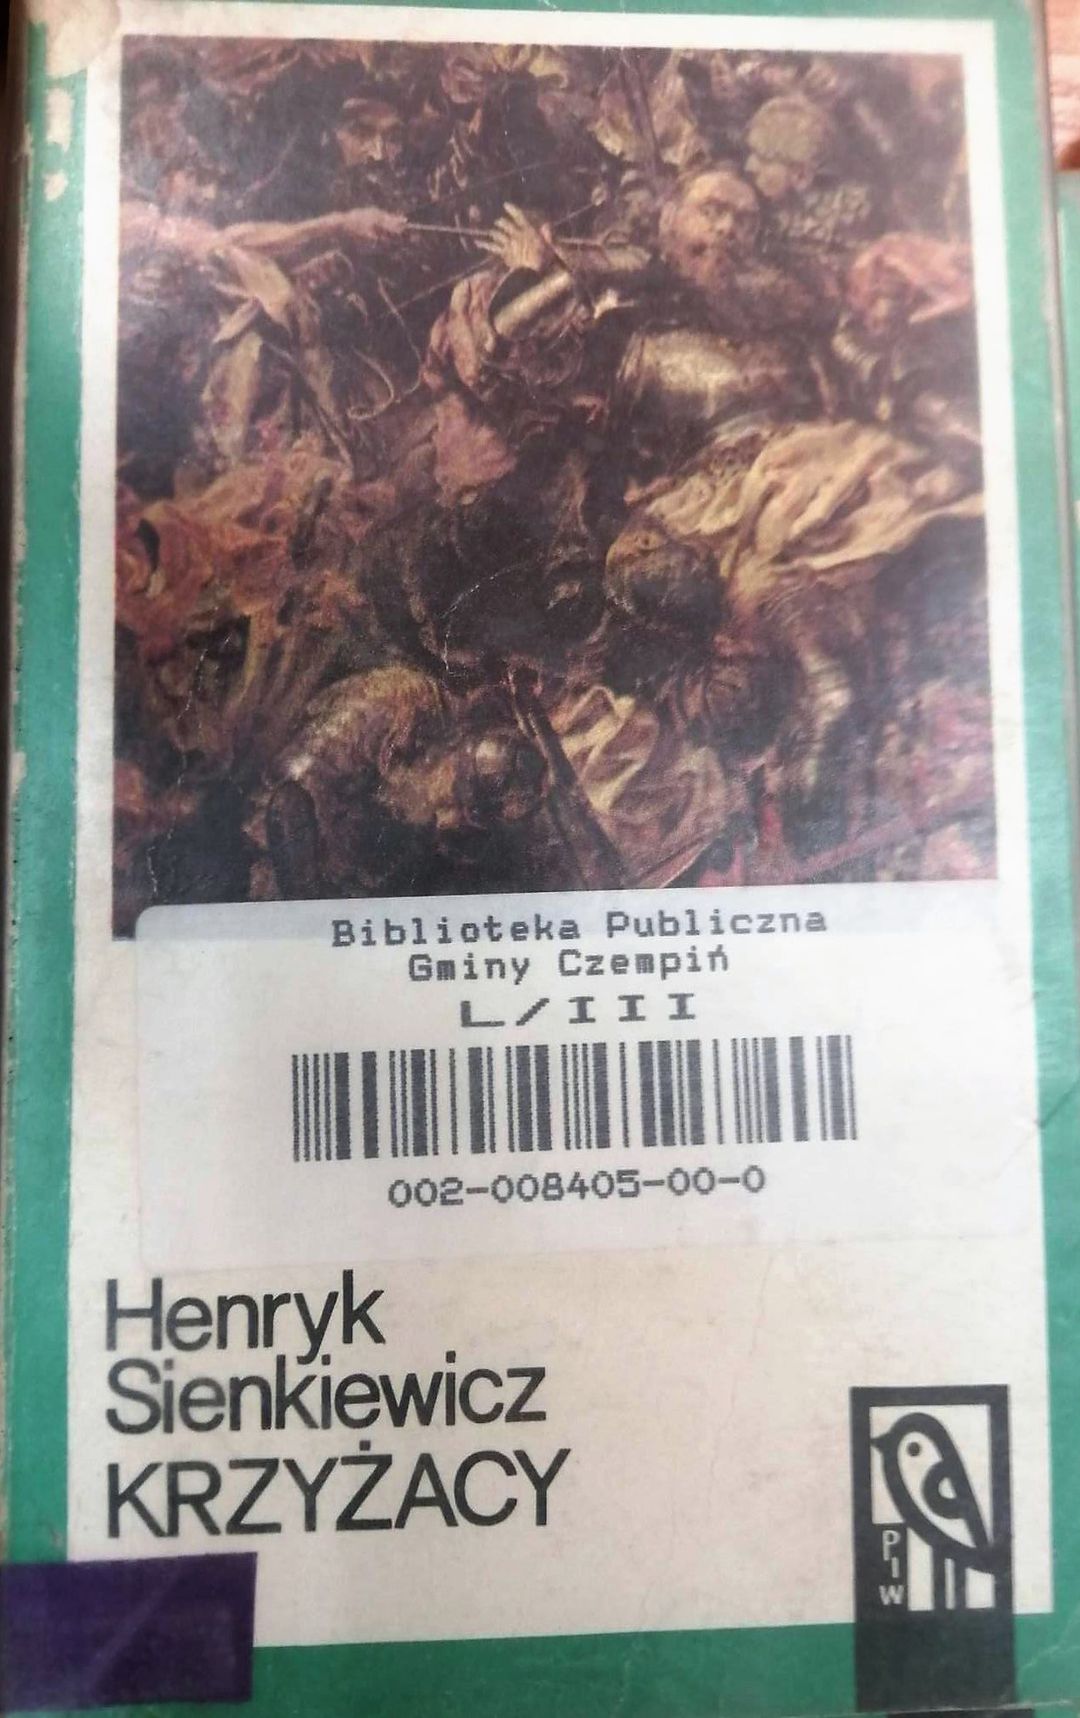 Biblioteka Publiczna
Gminy Czempiń
L/III
002-008405-00-0
Henryk
Sienkiewicz
KRZYŻACY
PIW